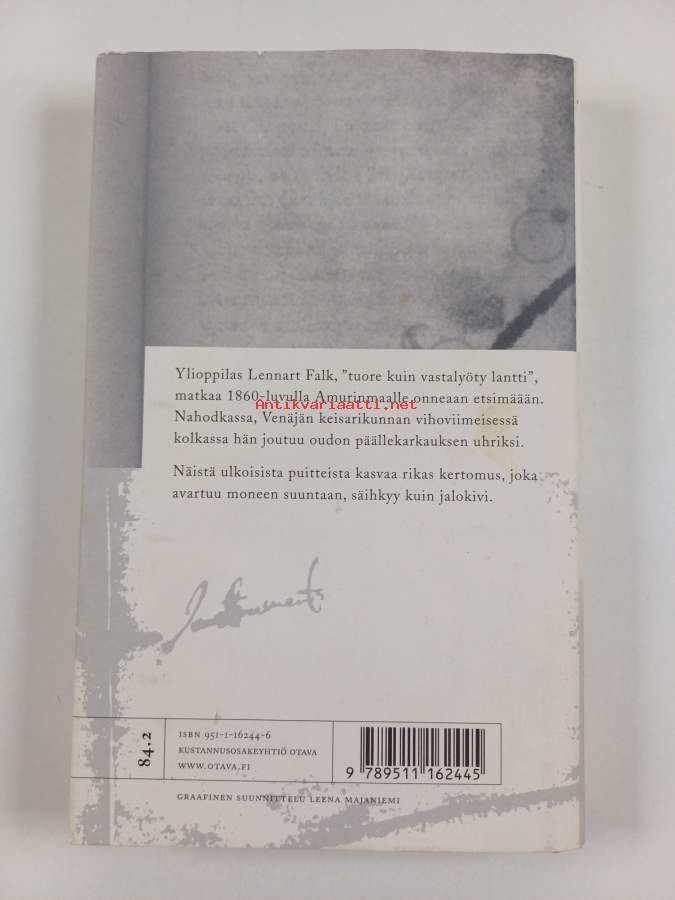 Ylioppilas Lennart Falk, ”tuore kuin vastalyöty lantti”,
matkaa 1860-luvulla Amurinmaalle onneaan etsimäään.
Antikvariaatti.net
Nahodkassa, Venäjän keisarikunnan vihoviimeisessä
kolkassa hän joutuu oudon päällekarkauksen uhriksi.
Näistä ulkoisista puitteista kasvaa rikas kertomus, joka
avartuu moneen suuntaan, säihkyy kuin jalokivi.
84.2
ISBN 951-1-16244-6
KUSTANNUSOSAKEYHTIÖ OTAVA
WWW.OTAVA.FI
9 789511 162445
GRAAFINEN SUUNNITTELU LEENA MAJANIEMI